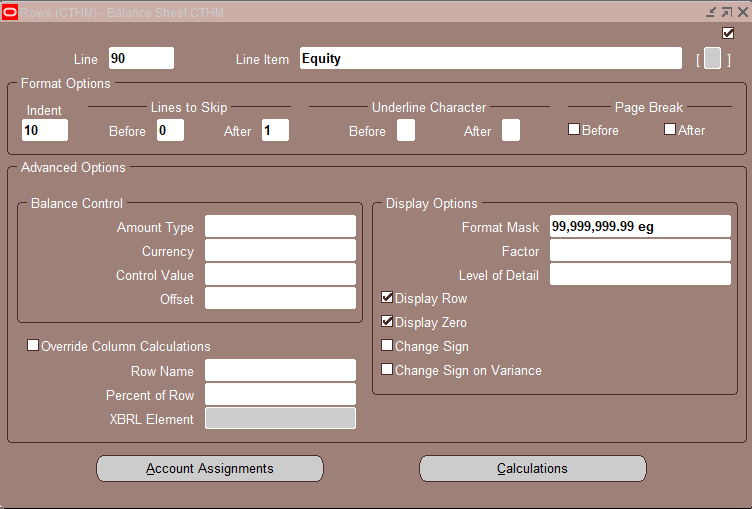 Rows (CTHM) - Balance Sheet CTHM
Line 90 Line Item Equity [ ]
Format Options
Indent Lines to Skip Underline Character Page Break
10 Before 0 After 1 Before After Before After
Advanced Options
Balance Control Display Options
Amount Type Format Mask 99,999,999.99 eg
Currency Factor
Control Value Level of Detail
Offset Display Row
Display Zero
Override Column Calculations Change Sign
Row Name Change Sign on Variance
Percent of Row
XBRL Element
Account Assignments Calculations